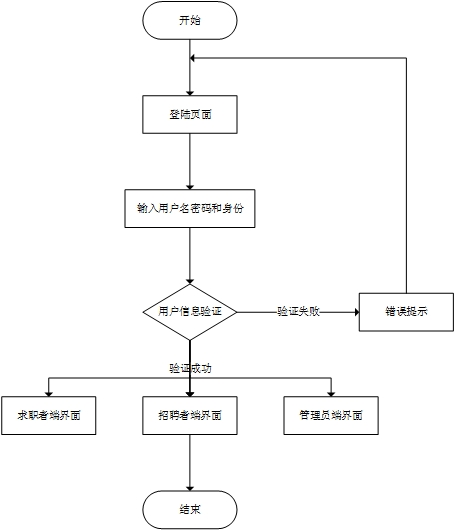 开始
登陆页面
输入用户名密码和身份
用户信息验证
验证失败
错误提示
验证成功
求职者端界面
招聘者端界面
管理员端界面
结束